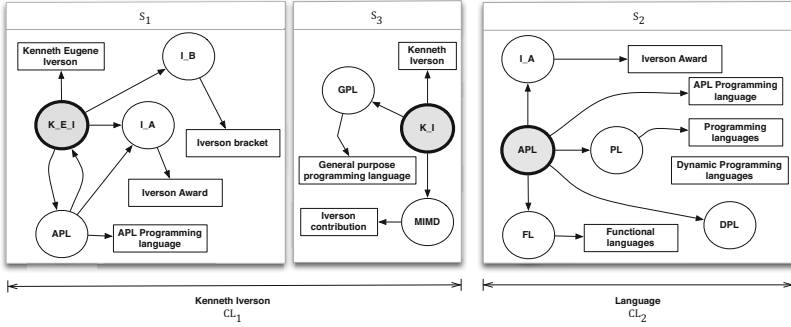 S1
Kenneth Eugene
Iverson
I_B
K_E_I
I_A
Iverson bracket
Iverson Award
APL
APL Programming
language
S3
Kenneth
Iverson
GPL
K_I
General purpose
programming language
Iverson
contribution
MIMD
S2
I_A
Iverson Award
APL Programming
language
APL
PL
Programming
languages
Dynamic Programming
languages
DPL
FL
Functional
languages
Kenneth Iverson
CL1
Language
CL2